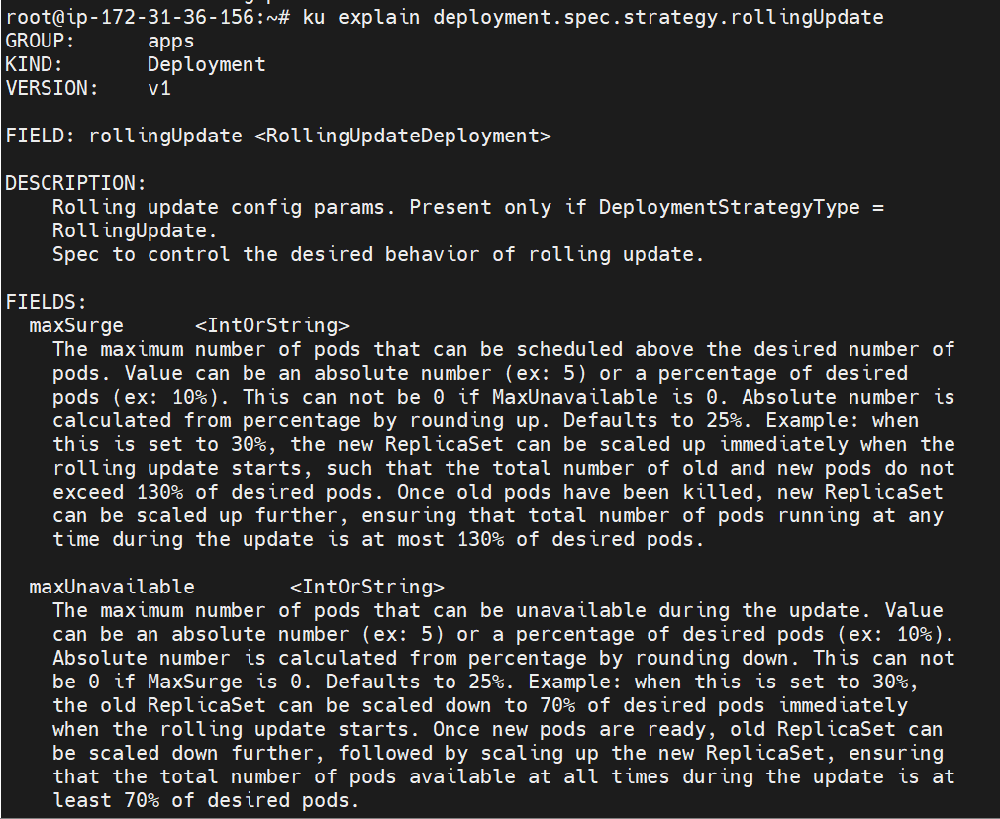 root@ip-172-31-36-156:~# ku explain deployment.spec.strategy.rollingUpdate
GROUP:      apps
KIND:       Deployment
VERSION:    v1

FIELD: rollingUpdate <RollingUpdateDeployment>

DESCRIPTION:
    Rolling update config params. Present only if DeploymentStrategyType =
    RollingUpdate.
    Spec to control the desired behavior of rolling update.

FIELDS:
  maxSurge      <IntOrString>
    The maximum number of pods that can be scheduled above the desired number of
    pods. Value can be an absolute number (ex: 5) or a percentage of desired
    pods (ex: 10%). This can not be 0 if MaxUnavailable is 0. Absolute number is
    calculated from percentage by rounding up. Defaults to 25%. Example: when
    this is set to 30%, the new ReplicaSet can be scaled up immediately when the
    rolling update starts, such that the total number of old and new pods do not
    exceed 130% of desired pods. Once old pods have been killed, new ReplicaSet
    can be scaled up further, ensuring that total number of pods running at any
    time during the update is at most 130% of desired pods.

  maxUnavailable        <IntOrString>
    The maximum number of pods that can be unavailable during the update. Value
    can be an absolute number (ex: 5) or a percentage of desired pods (ex: 10%).
    Absolute number is calculated from percentage by rounding down. This can not
    be 0 if MaxSurge is 0. Defaults to 25%. Example: when this is set to 30%,
    the old ReplicaSet can be scaled down to 70% of desired pods immediately
    when the rolling update starts. Once new pods are ready, old ReplicaSet can
    be scaled down further, followed by scaling up the new ReplicaSet, ensuring
    that the total number of pods available at all times during the update is at
    least 70% of desired pods.